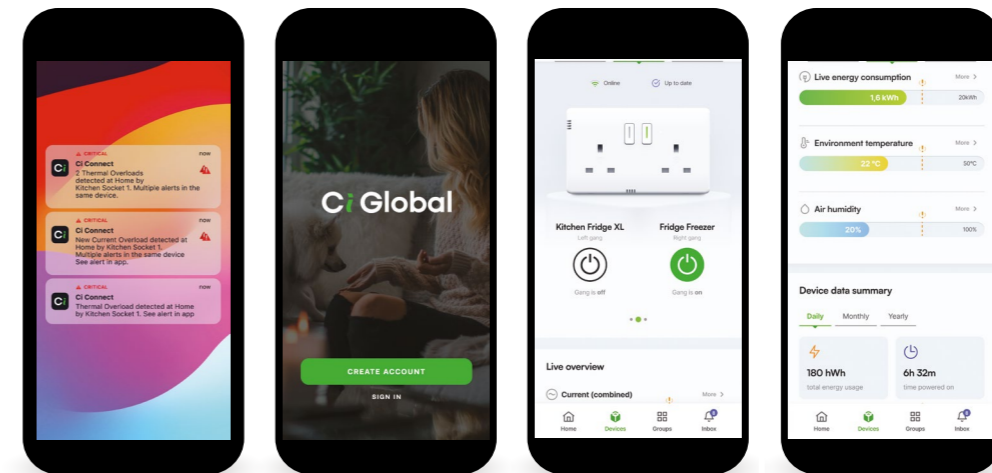 CRITICAL
now
Ci
Ci Connect
2 Thermal Overloads
detected at Home by
Kitchen Socket 1. Multiple alerts in the
same device.
CRITICAL
now
Ci
Ci Connect
New Current Overload detected at
Home by Kitchen Socket 1.
Multiple alerts in the same device
See alert in app.
CRITICAL
now
Ci
Ci Connect
Thermal Overload detected at Home
by Kitchen Socket 1. See alert in app
Ci Global
CREATE ACCOUNT
SIGN IN
Online
Up to date
Kitchen Fridge XL
Fridge Freezer
Left gang
Right gang
Gang is off
Gang is on
Live overview
Current (combined)
More >
Home
Devices
Groups
Inbox
Live energy consumption
More >
1,6 kWh
20kWh
Environment temperature
More >
22 °C
50°C
Air humidity
More >
20%
100%
Device data summary
Daily
Monthly
Yearly
180 hWh
6h 32m
total energy usage
time powered on
Home
Devices
Groups
Inbox